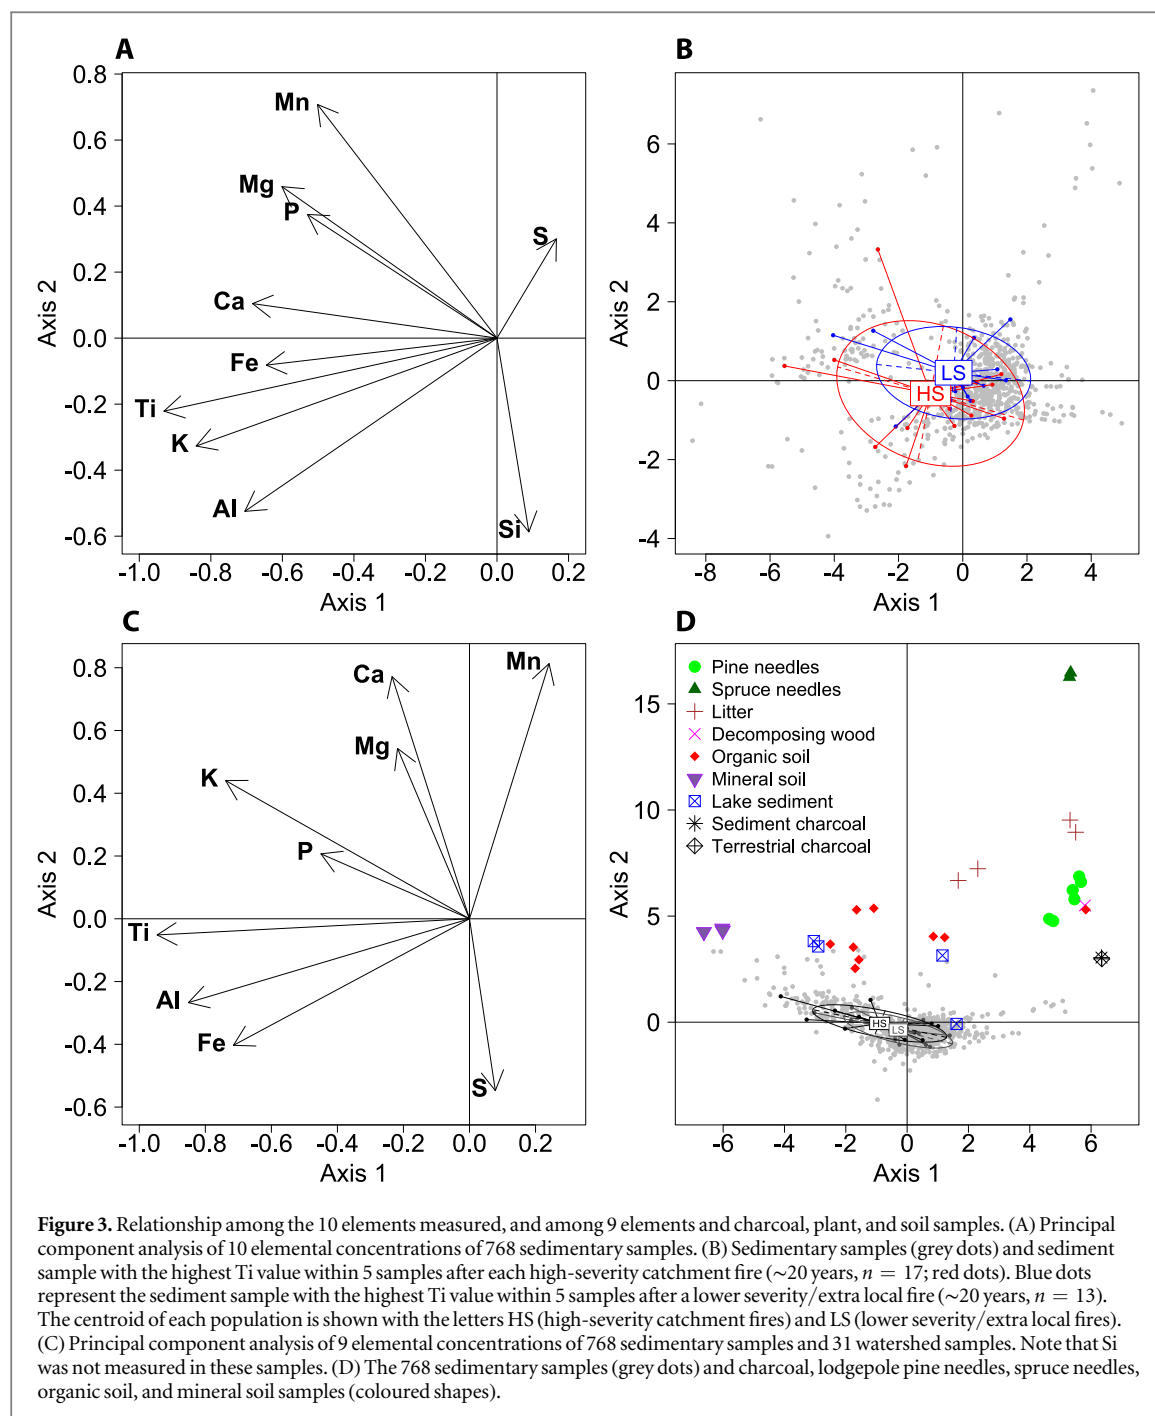 A
B
0.8
0.6
0.4
0.2
0.0
-0.2
-0.4
-0.6
Axis 2
Mn
Mg
P
S
Ca
Fe
Ti
K
Al
Si
-1.0 -0.8 -0.6 -0.4 -0.2 0.0 0.2
Axis 1
6
4
2
0
-2
-4
Axis 2
LS
HS
-8 -6 -4 -2 0 2 4
Axis 1
C
D
0.8
0.6
0.4
0.2
0.0
-0.2
-0.4
-0.6
Axis 2
Ca
Mn
Mg
K
P
Ti
Al
Fe
S
-1.0 -0.8 -0.6 -0.4 -0.2 0.0 0.2
Axis 1
15
10
5
0
Axis 2
Pine needles
Spruce needles
Litter
Decomposing wood
Organic soil
Mineral soil
Lake sediment
Sediment charcoal
Terrestrial charcoal
HS
LS
-6 -4 -2 0 2 4 6
Axis 1
Figure 3. Relationship among the 10 elements measured, and among 9 elements and charcoal, plant, and soil samples. (A) Principal
component analysis of 10 elemental concentrations of 768 sedimentary samples. (B) Sedimentary samples (grey dots) and sediment
sample with the highest Ti value within 5 samples after each high-severity catchment fire (~20 years, n = 17; red dots). Blue dots
represent the sediment sample with the highest Ti value within 5 samples after a lower severity/extra local fire (~20 years, n = 13).
The centroid of each population is shown with the letters HS (high-severity catchment fires) and LS (lower severity/extra local fires).
(C) Principal component analysis of 9 elemental concentrations of 768 sedimentary samples and 31 watershed samples. Note that Si
was not measured in these samples. (D) The 768 sedimentary samples (grey dots) and charcoal, lodgepole pine needles, spruce needles,
organic soil, and mineral soil samples (coloured shapes).